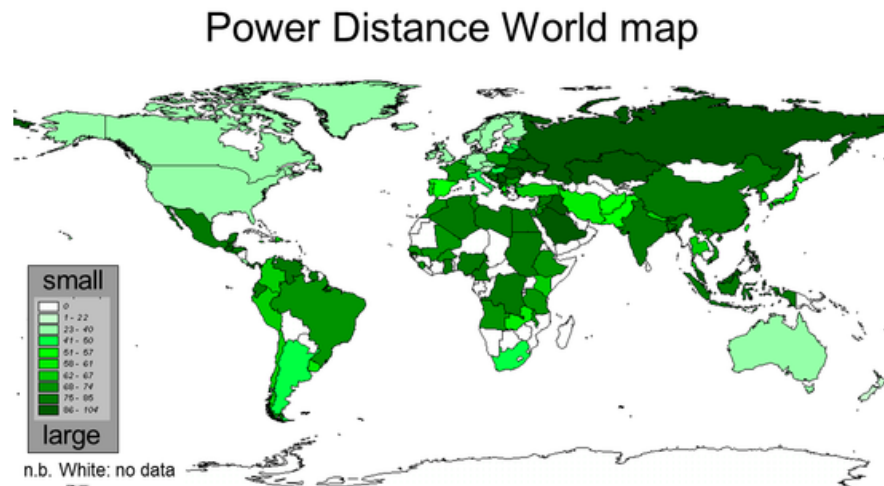 Power Distance World map
small
0
1 - 22
23 - 40
41 - 50
51 - 57
58 - 61
62 - 67
68 - 74
75 - 85
86 - 104
large
n.b. White: no data